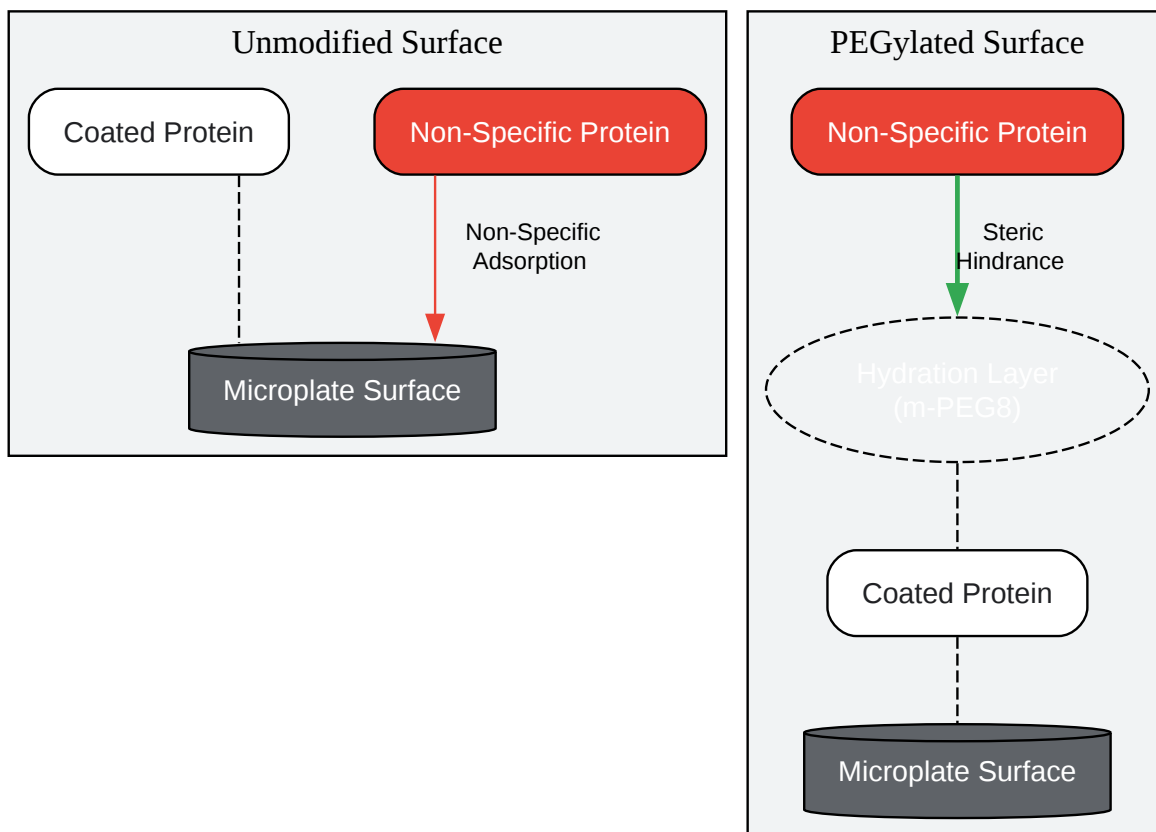 Unmodified Surface
Coated Protein
Non-Specific Protein
Non-Specific
Adsorption
Microplate Surface
PEGylated Surface
Non-Specific Protein
Steric
Hindrance
Hydration Layer
(m-PEG8)
Coated Protein
Microplate Surface